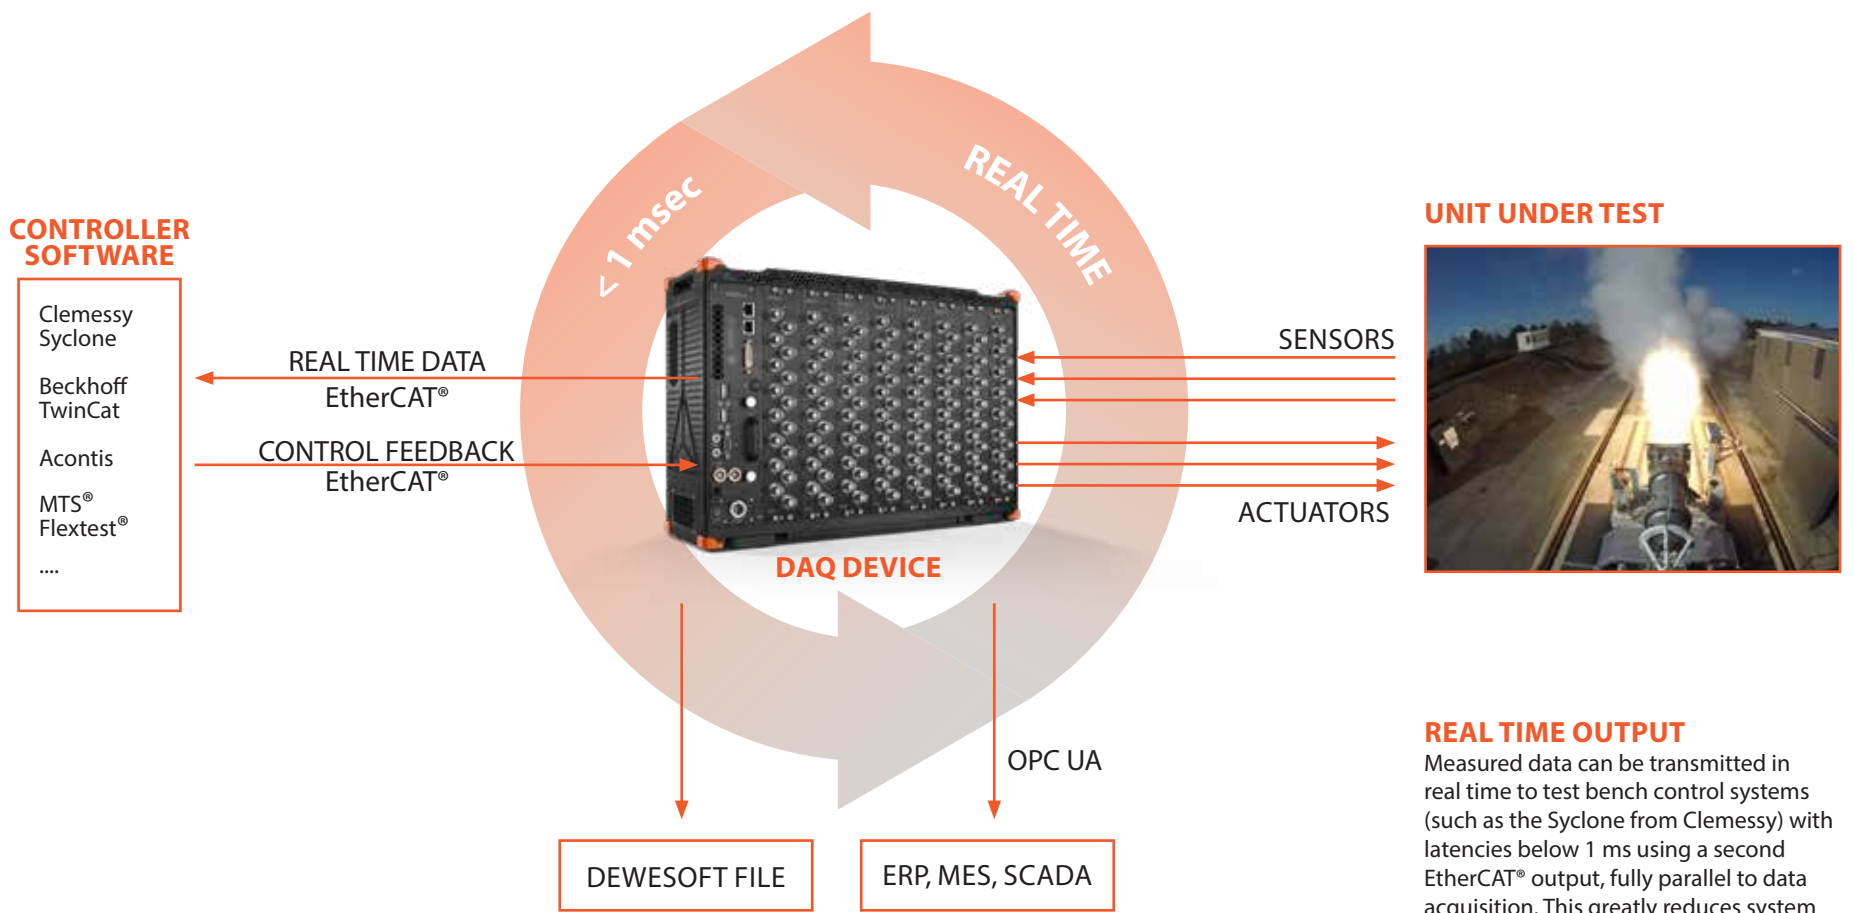 REAL TIME
< 1 msec
CONTROLLER
SOFTWARE
Clemessy
Syclone
Beckhoff
TwinCat
Acontis
MTS®
Flextest®
....
REAL TIME DATA
EtherCAT®
CONTROL FEEDBACK
EtherCAT®
DAQ DEVICE
SENSORS
ACTUATORS
UNIT UNDER TEST
OPC UA
DEWESOFT FILE
ERP, MES, SCADA
REAL TIME OUTPUT
Measured data can be transmitted in
real time to test bench control systems
(such as the Syclone from Clemessy) with
latencies below 1 ms using a second
EtherCAT® output, fully parallel to data
acquisition. This greatly reduces system